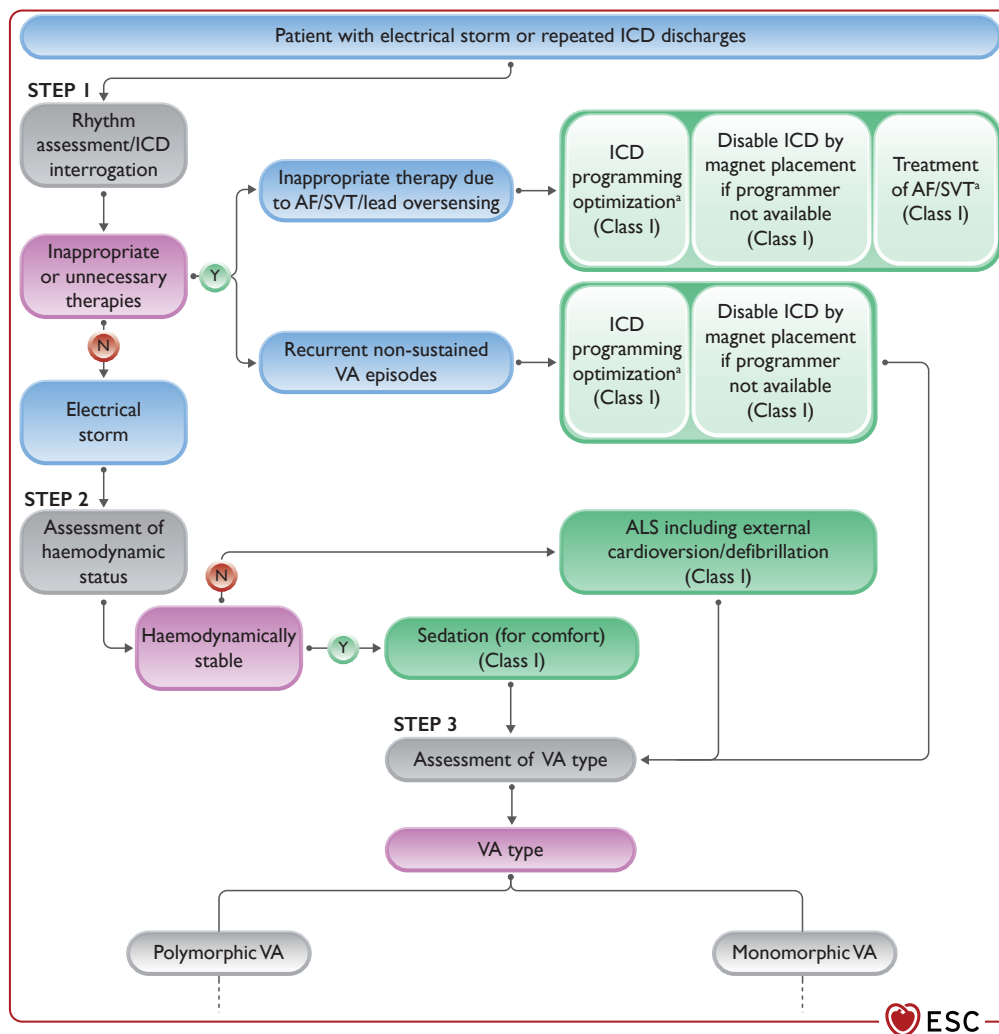 Patient with electrical storm or repeated ICD discharges
STEP 1
Rhythm
assessment/ICD
interrogation
Inappropriate
or unnecessary
therapies
Y
Inappropriate therapy due
to AF/SVT/lead oversensing
ICD
programming
optimizationᵃ
(Class I)
Disable ICD by
magnet placement
if programmer
not available
(Class I)
Treatment
of AF/SVTᵃ
(Class I)
Recurrent non-sustained
VA episodes
ICD
programming
optimizationᵃ
(Class I)
Disable ICD by
magnet placement
if programmer
not available
(Class I)
N
Electrical
storm
STEP 2
Assessment of
haemodynamic
status
N
ALS including external
cardioversion/defibrillation
(Class I)
Haemodynamically
stable
Y
Sedation (for comfort)
(Class I)
STEP 3
Assessment of VA type
VA type
Polymorphic VA
Monomorphic VA
ESC